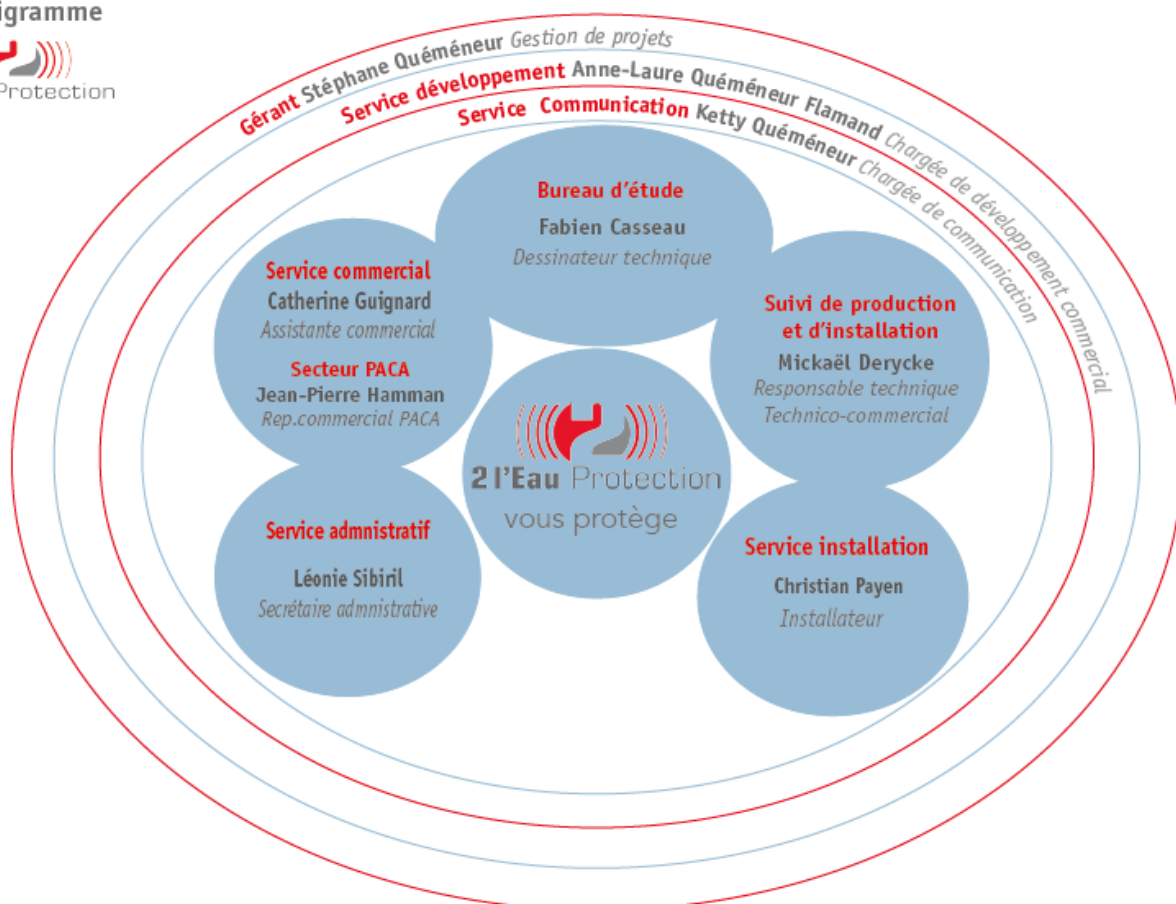 igramme
Protection
Gérant Stéphane Quéméneur Gestion de projets
Service développement Anne-Laure Quéméneur Flamand Chargée de développement commercial
Service Communication Ketty Quéméneur Chargée de communication
Bureau d'étude
Fabien Casseau
Dessinateur technique
Service commercial
Catherine Guignard
Assistante commercial
Secteur PACA
Jean-Pierre Hamman
Rep.commercial PACA
Suivi de production
et d'installation
Mickaël Derycke
Responsable technique
Technico-commercial
2 l'Eau Protection
vous protège
Service admnistratif
Léonie Sibiril
Secrétaire admnistrative
Service installation
Christian Payen
Installateur